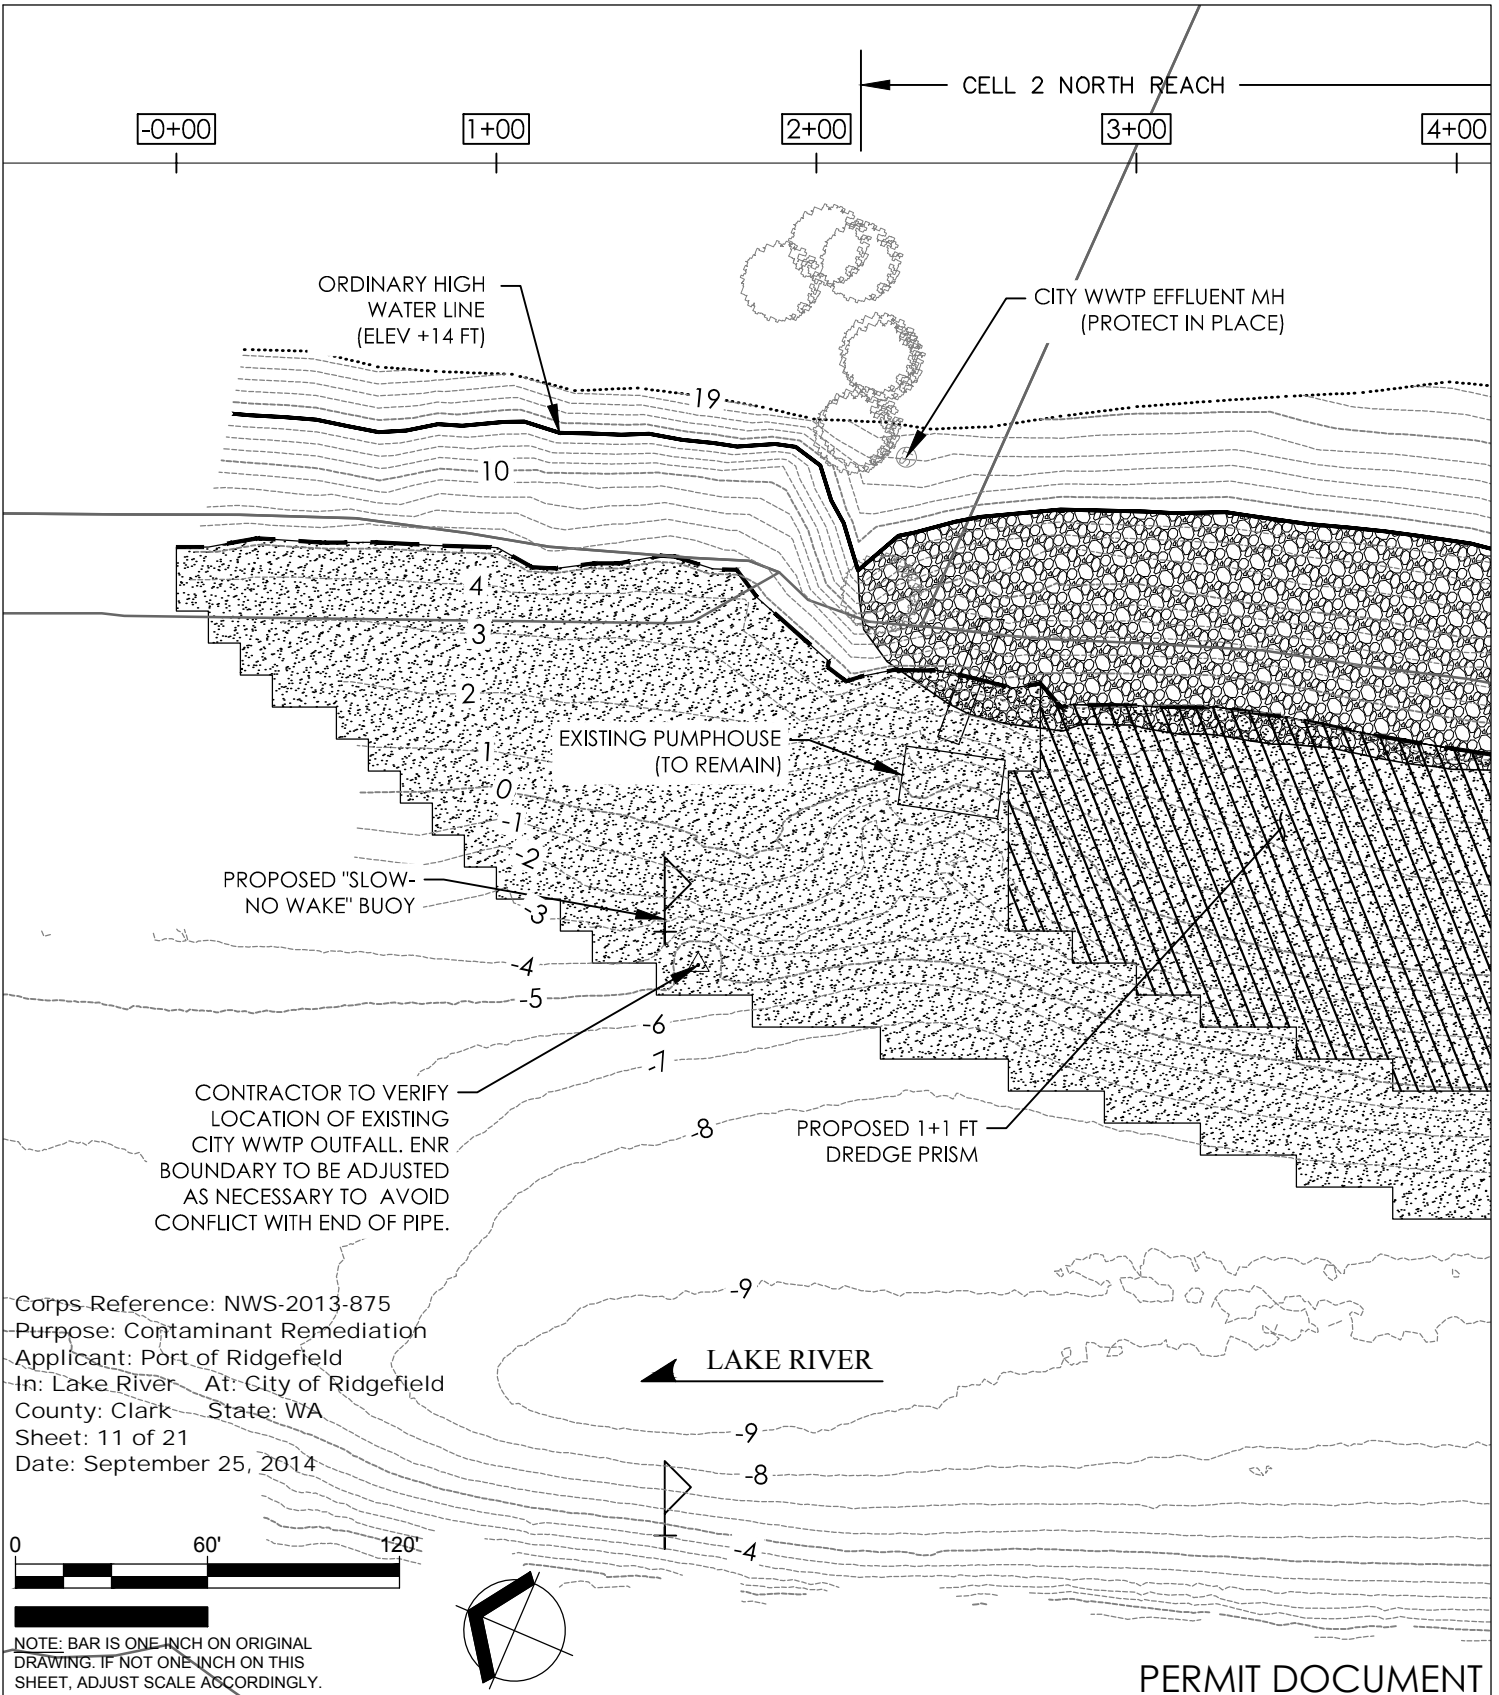 CELL 2 NORTH REACH
-0+00
1+00
2+00
3+00
4+00
ORDINARY HIGH
WATER LINE
(ELEV +14 FT)
CITY WWTP EFFLUENT MH
(PROTECT IN PLACE)
19
10
4
3
2
1
0
-1
-2
-3
-4
-5
-6
-7
-8
-9
EXISTING PUMPHOUSE
(TO REMAIN)
PROPOSED "SLOW-
NO WAKE" BUOY
CONTRACTOR TO VERIFY
LOCATION OF EXISTING
CITY WWTP OUTFALL. ENR
BOUNDARY TO BE ADJUSTED
AS NECESSARY TO AVOID
CONFLICT WITH END OF PIPE.
PROPOSED 1+1 FT
DREDGE PRISM
LAKE RIVER
-9
-8
-4
Corps Reference: NWS-2013-875
Purpose: Contaminant Remediation
Applicant: Port of Ridgefield
In: Lake River At: City of Ridgefield
County: Clark State: WA
Sheet: 11 of 21
Date: September 25, 2014
0 60' 120'
NOTE: BAR IS ONE INCH ON ORIGINAL
DRAWING. IF NOT ONE INCH ON THIS
SHEET, ADJUST SCALE ACCORDINGLY.
PERMIT DOCUMENT